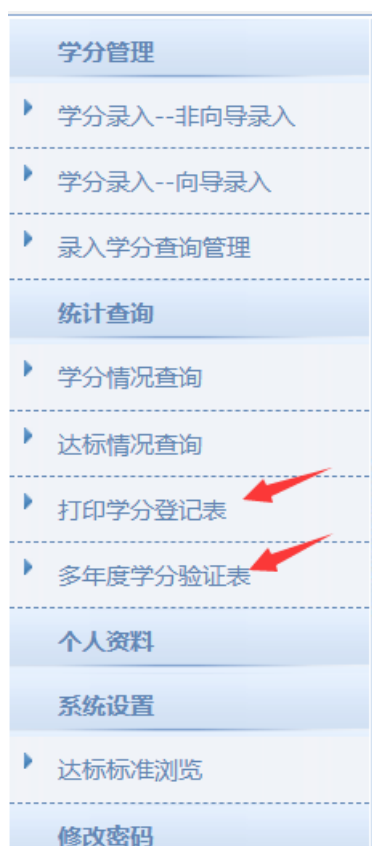 学分管理
学分录入--非向导录入
学分录入--向导录入
录入学分查询管理
统计查询
学分情况查询
达标情况查询
打印学分登记表
多年度学分验证表
个人资料
系统设置
达标标准浏览
修改密码